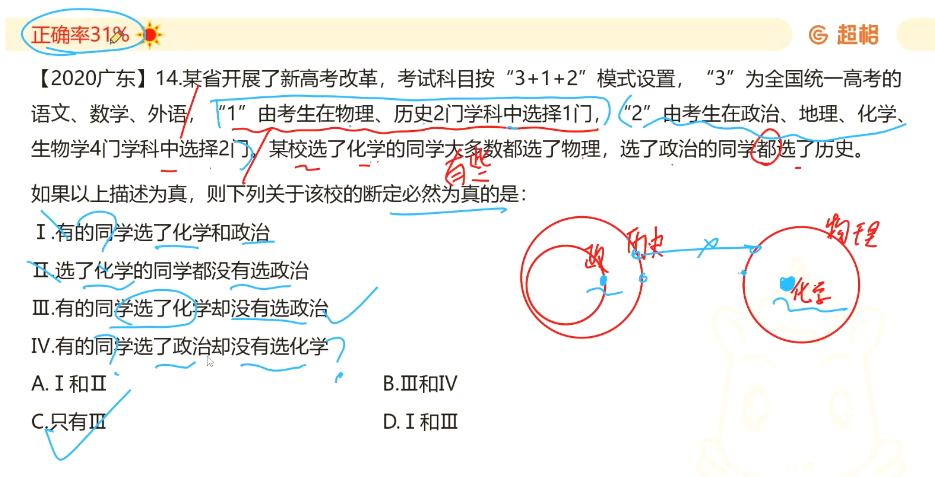 正确率31%
超格
【2020广东】14.某省开展了新高考改革，考试科目按“3+1+2”模式设置，“3”为全国统一高考的
语文、数学、外语，“1”由考生在物理、历史2门学科中选择1门，“2”由考生在政治、地理、化学、
生物学4门学科中选择2门。某校选了化学的同学大多数都选了物理，选了政治的同学都选了历史。
有些
如果以上描述为真，则下列关于该校的断定必然为真的是：
Ⅰ.有的同学选了化学和政治
Ⅱ.选了化学的同学都没有选政治
Ⅲ.有的同学选了化学却没有选政治
Ⅳ.有的同学选了政治却没有选化学
政 历史 物理
化学
A.Ⅰ和Ⅱ B.Ⅲ和Ⅳ
C.只有Ⅲ D.Ⅰ和Ⅲ